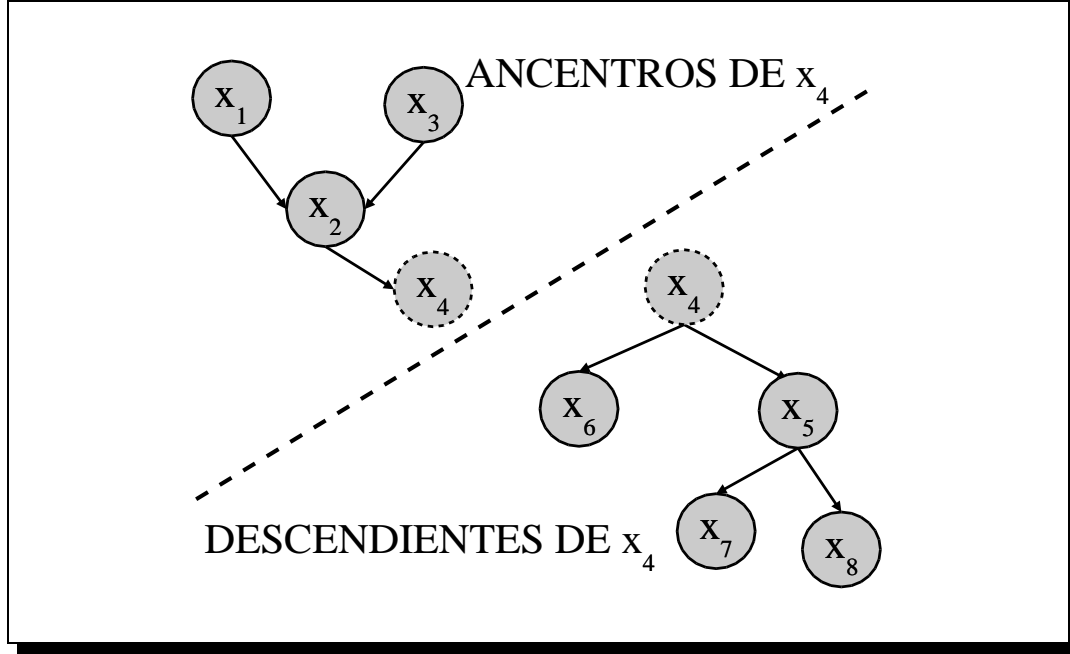 ANCENTROS DE x₄
x₁
x₃
x₂
x₄
x₄
x₆
x₅
DESCENDIENTES DE x₄
x₇
x₈